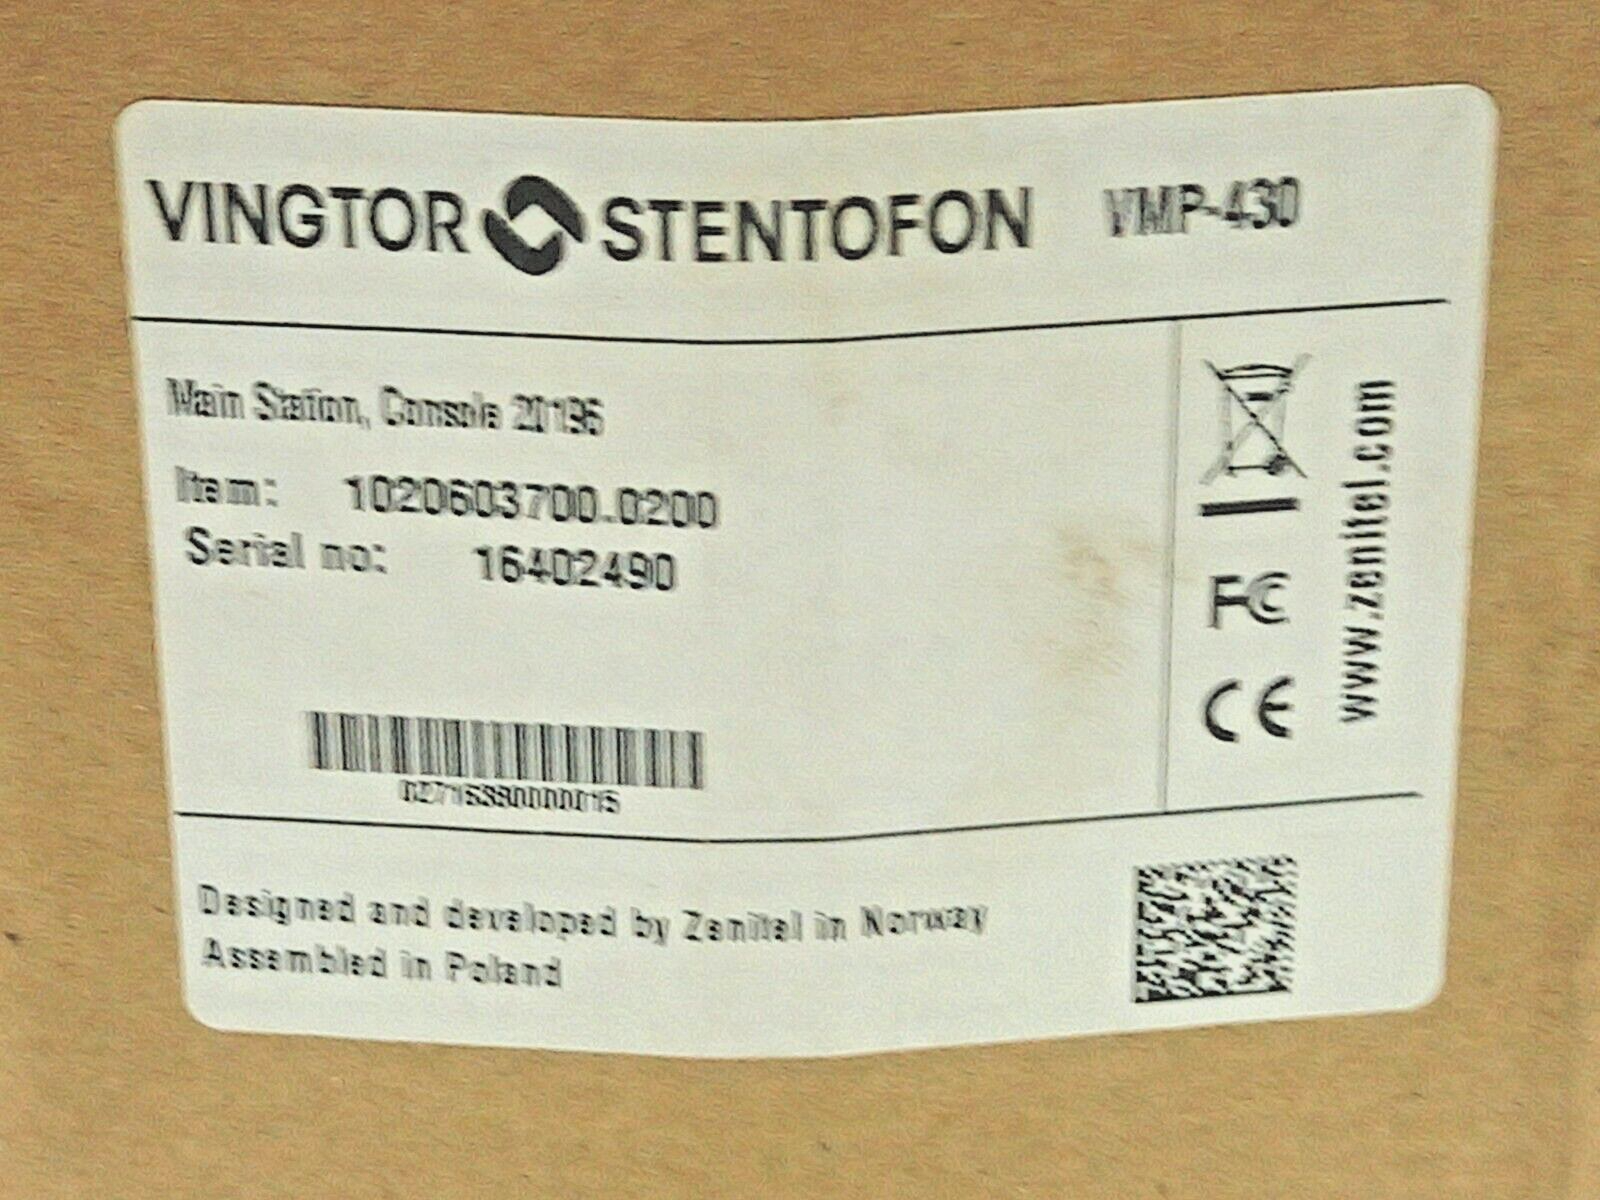 VINGTOR STENTOFON VMP-430
Main Station, Console 20196
Item: 1020603700.0200
Serial no: 16402490
FC
CE
www.zenitel.com
Designed and developed by Zenitel in Norway
Assembled in Poland